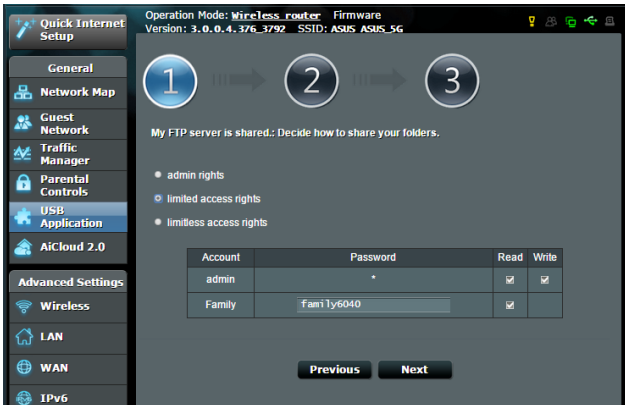 Quick Internet
Setup
General
Network Map
Guest
Network
Traffic
Manager
Parental
Controls
USB
Application
AiCloud 2.0
Advanced Settings
Wireless
LAN
WAN
IPv6
Operation Mode: Wireless router Firmware
Version: 3.0.0.4.376_3792 SSID: ASUS ASUS_5G
1 2 3
My FTP server is shared.: Decide how to share your folders.
admin rights
limited access rights
limitless access rights
Account Password Read Write
admin *
Family family6040
Previous Next